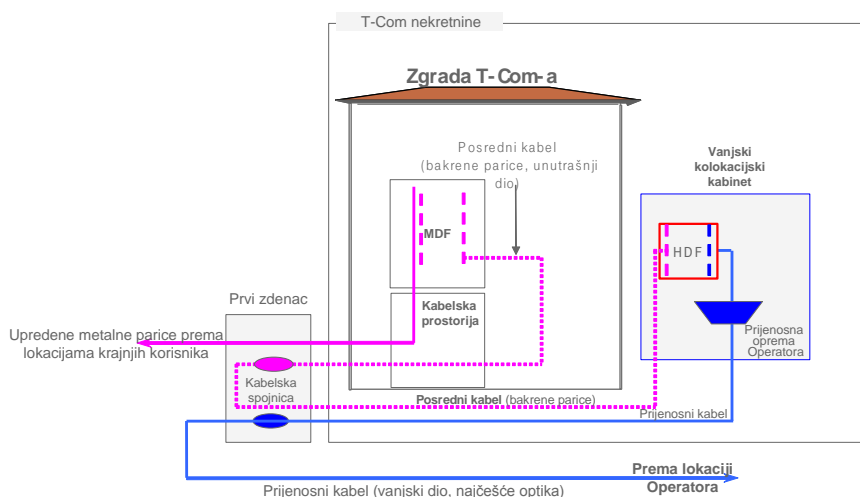 T-Com nekretnine
Zgrada T-Com-a
Posredni kabel
(bakrene parice, unutrašnji
dio)
Vanjski
kolokacijski
kabinet
MDF
HDF
Prvi zdenac
Kabelska
prostorija
Upredene metalne parice prema
lokacijama krajnjih korisnika
Prijenosna
oprema
Operatora
Kabelska
spojnica
Posredni kabel (bakrene parice)
Prijenosni kabel
Prema lokaciji
Operatora
Prijenosni kabel (vanjski dio, najčešće optika)